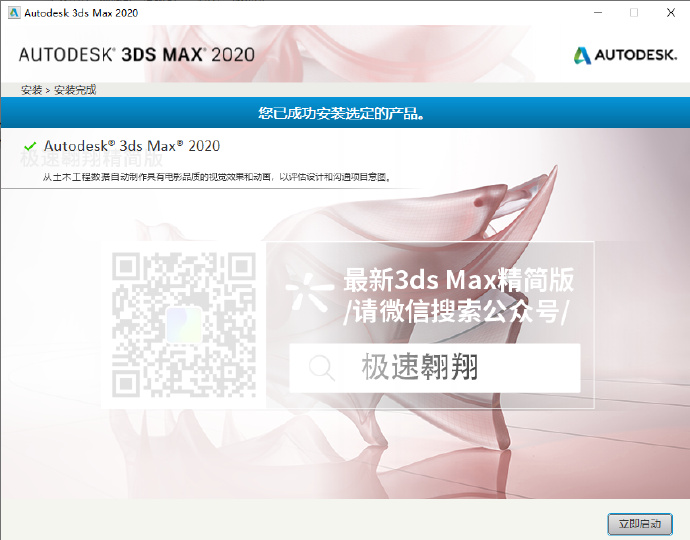 Autodesk 3ds Max 2020
AUTODESK® 3DS MAX® 2020
AUTODESK.
安装 > 安装完成
您已成功安装选定的产品。
Autodesk® 3ds Max® 2020
极速翱翔精简版
从土木工程数据自动制作具有电影品质的视觉效果和动画，以评估设计和沟通项目意图。
最新3ds Max精简版
/请微信搜索公众号/
极速翱翔
立即启动